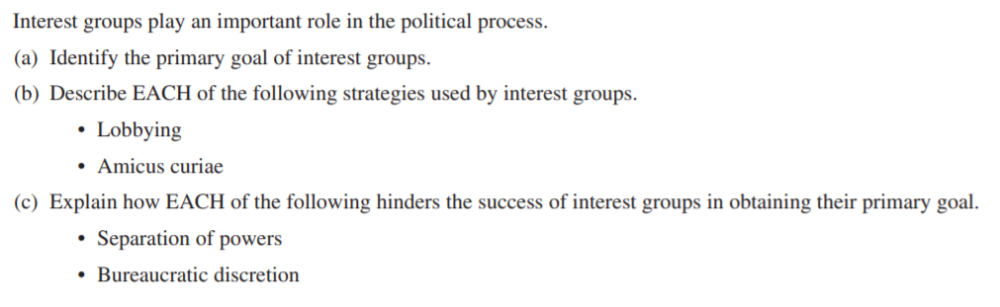 Interest groups play an important role in the political process.
(a) Identify the primary goal of interest groups.
(b) Describe EACH of the following strategies used by interest groups.
• Lobbying
• Amicus curiae
(c) Explain how EACH of the following hinders the success of interest groups in obtaining their primary goal.
• Separation of powers
• Bureaucratic discretion